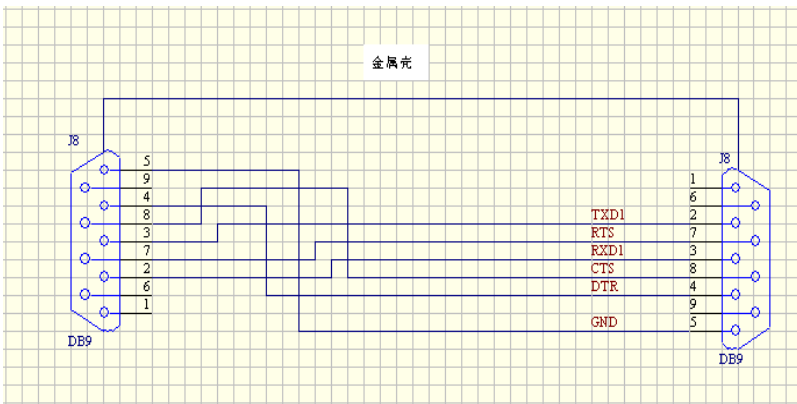 金属壳
J8
5
9
4
8
3
7
2
6
1
DB9
J8
1
6
TXD1 2
RTS 7
RXD1 3
CTS 8
DTR 4
9
GND 5
DB9